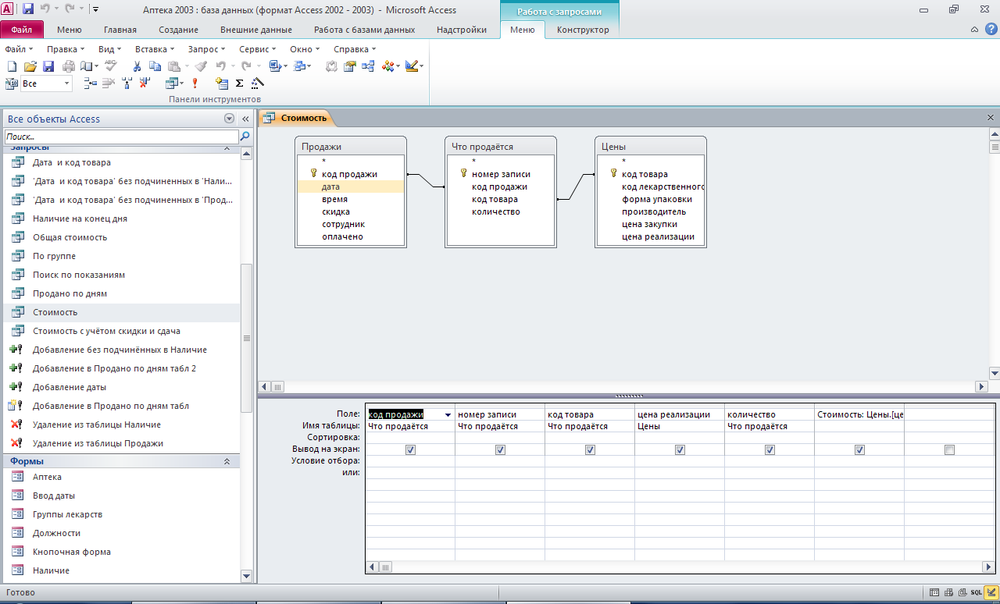 Аптека 2003 : база данных (формат Access 2002 - 2003) - Microsoft Access
Работа с запросами
Файл Меню Главная Создание Внешние данные Работа с базами данных Надстройки Меню Конструктор
Файл Правка Вид Вставка Запрос Сервис Окно Справка
Все
Панели инструментов
Все объекты Access
Поиск...
Запросы
Дата и код товара
'Дата и код товара' без подчиненных в 'Нали...
'Дата и код товара' без подчиненных в 'Прод...
Наличие на конец дня
Общая стоимость
По группе
Поиск по показаниям
Продано по дням
Стоимость
Стоимость с учётом скидки и сдача
Добавление без подчинённых в Наличие
Добавление в Продано по дням табл 2
Добавление даты
Добавление в Продано по дням табл
Удаление из таблицы Наличие
Удаление из таблицы Продажи
Формы
Аптека
Ввод даты
Группы лекарств
Должности
Кнопочная форма
Наличие
Стоимость
Продажи
*
код продажи
дата
время
скидка
сотрудник
оплачено
Что продаётся
*
номер записи
код продажи
код товара
количество
Цены
*
код товара
код лекарственного
форма упаковки
производитель
цена закупки
цена реализации
Поле: код продажи номер записи код товара цена реализации количество Стоимость: Цены.[це
Имя таблицы: Что продаётся Что продаётся Что продаётся Цены Что продаётся
Сортировка:
Вывод на экран:
Условие отбора:
или:
Готово
SQL